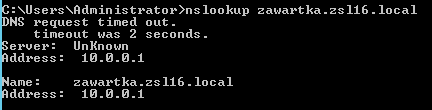 C:\Users\Administrator>nslookup zawartka.zsl16.local
DNS request timed out.
    timeout was 2 seconds.
Server:  UnKnown
Address:  10.0.0.1

Name:    zawartka.zsl16.local
Address:  10.0.0.1